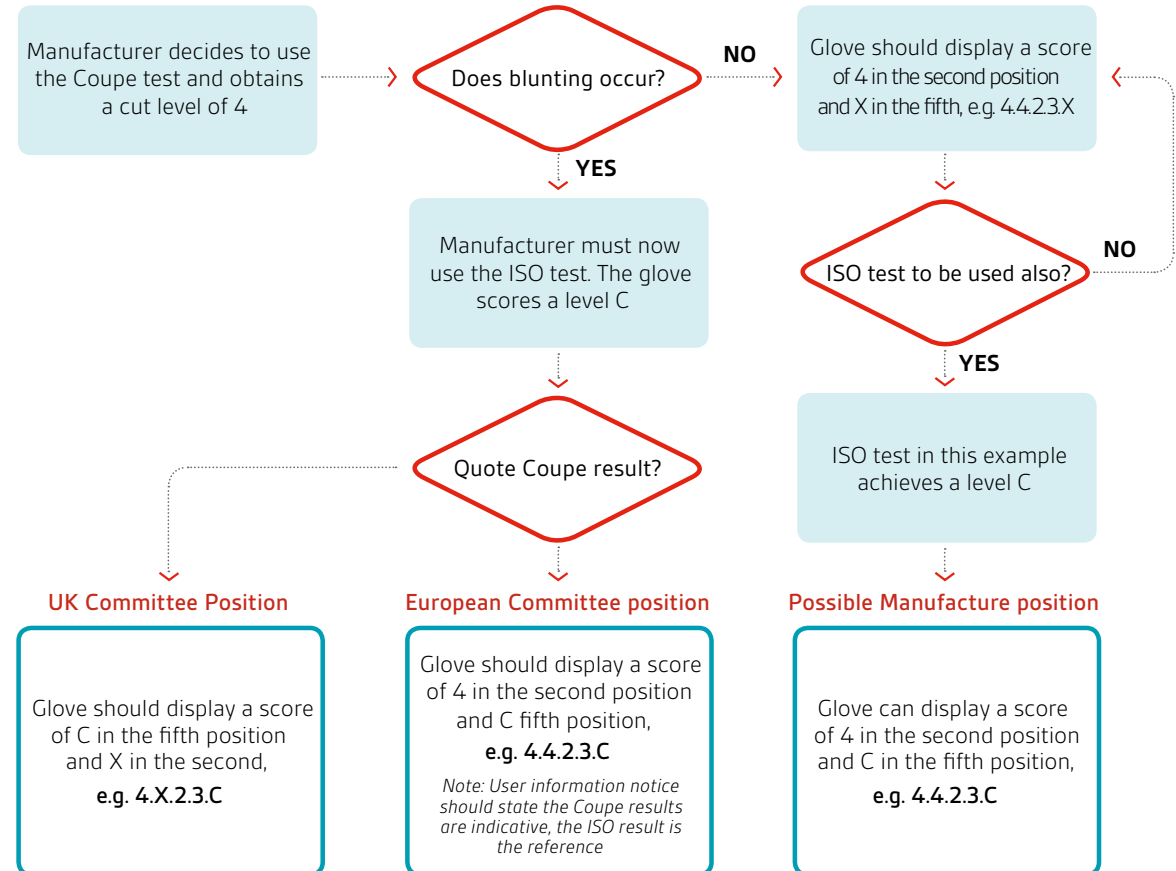 Manufacturer decides to use
the Coupe test and obtains
a cut level of 4
Does blunting occur?
NO
Glove should display a score
of 4 in the second position
and X in the fifth, e.g. 4.4.2.3.X
YES
Manufacturer must now
use the ISO test. The glove
scores a level C
ISO test to be used also?
NO
YES
Quote Coupe result?
ISO test in this example
achieves a level C
UK Committee Position
Glove should display a score
of C in the fifth position
and X in the second,
e.g. 4.X.2.3.C
European Committee position
Glove should display a score
of 4 in the second position
and C fifth position,
e.g. 4.4.2.3.C
Note: User information notice
should state the Coupe results
are indicative, the ISO result is
the reference
Possible Manufacture position
Glove can display a score
of 4 in the second position
and C in the fifth position,
e.g. 4.4.2.3.C